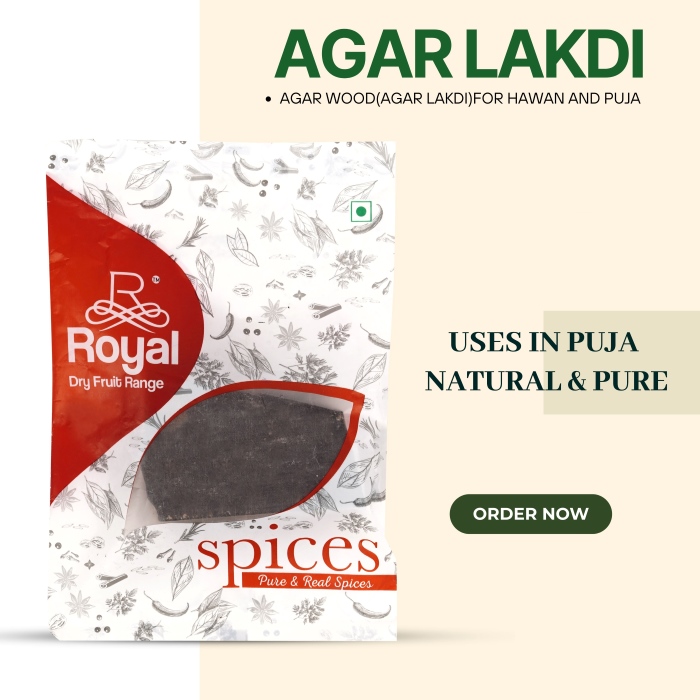 AGAR LAKDI
• AGAR WOOD(AGAR LAKDI)FOR HAWAN AND PUJA
R
TM
Royal
Dry Fruit Range
USES IN PUJA
NATURAL & PURE
ORDER NOW
spices
Pure & Real Spices